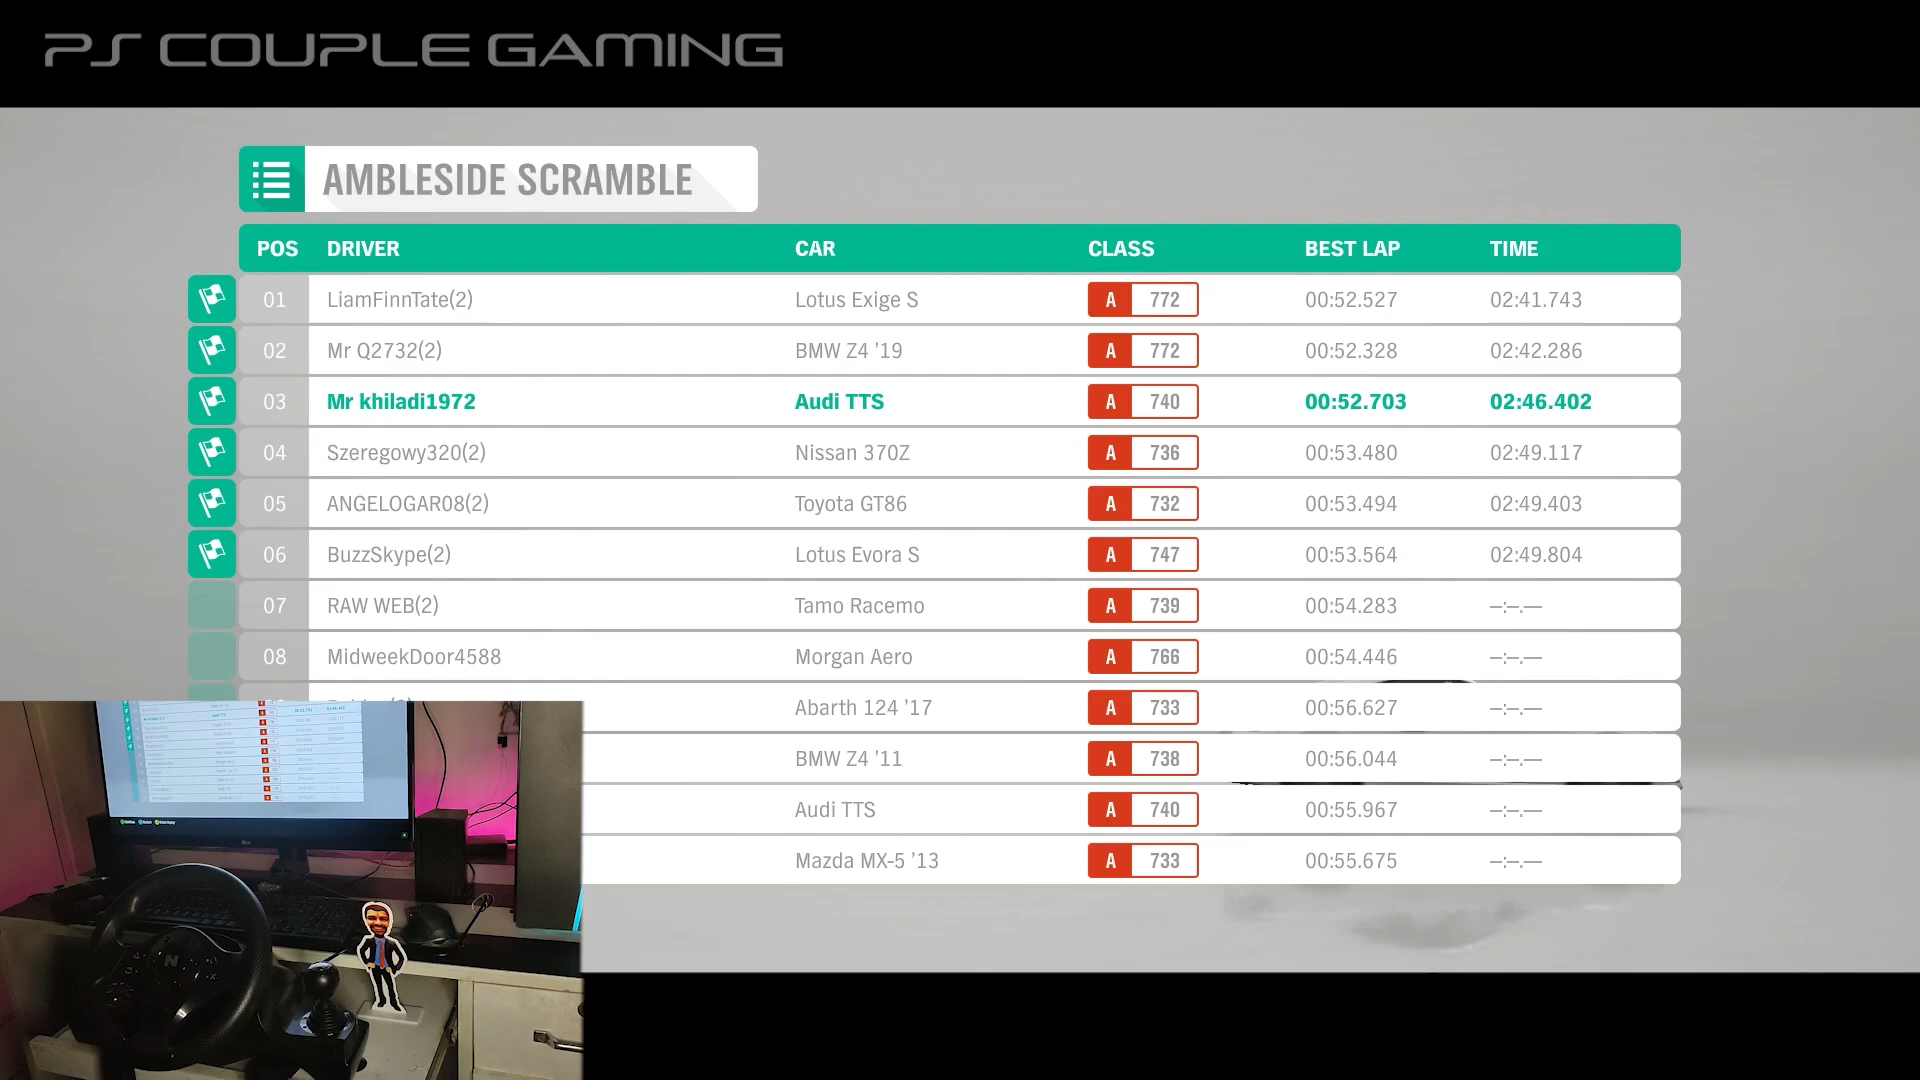 PS COUPLE GAMING
AMBLESIDE SCRAMBLE
POS DRIVER CAR CLASS BEST LAP TIME
01 LiamFinnTate(2) Lotus Exige S A 772 00:52.527 02:41.743
02 Mr Q2732(2) BMW Z4 ’19 A 772 00:52.328 02:42.286
03 Mr khiladi1972 Audi TTS A 740 00:52.703 02:46.402
04 Szeregowy320(2) Nissan 370Z A 736 00:53.480 02:49.117
05 ANGELOGAR08(2) Toyota GT86 A 732 00:53.494 02:49.403
06 BuzzSkype(2) Lotus Evora S A 747 00:53.564 02:49.804
07 RAW WEB(2) Tamo Racemo A 739 00:54.283 –:–.–
08 MidweekDoor4588 Morgan Aero A 766 00:54.446 –:–.–
Abarth 124 ’17 A 733 00:56.627 –:–.–
BMW Z4 ’11 A 738 00:56.044 –:–.–
Audi TTS A 740 00:55.967 –:–.–
Mazda MX-5 ’13 A 733 00:55.675 –:–.–
N